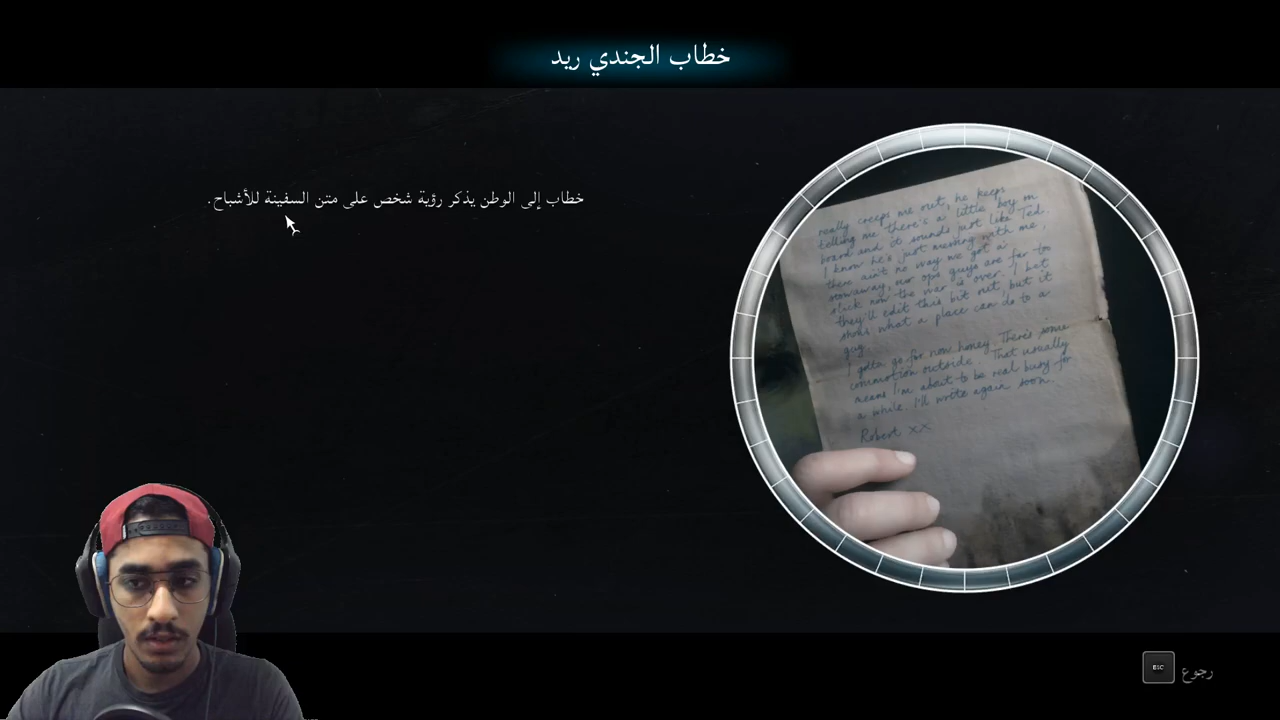 خطاب الجندي ريد
خطاب إلى الوطن يذكر رؤية شخص على متن السفينة للأشباح.
really creeps me out, he keeps
telling me there's a little boy on
board and it sounds just like Ted.
I know he's just messing with me,
there ain't no way we got a
stowaway, our ops guys are far too
slick now the war is over. I bet
they'll edit this bit out, but it
shows what a place can do to a
guy.
I gotta go for now honey. There's some
commotion outside. That usually
means I'm about to be real busy for
a while. I'll write again soon.
Robert xx
ESC
رجوع